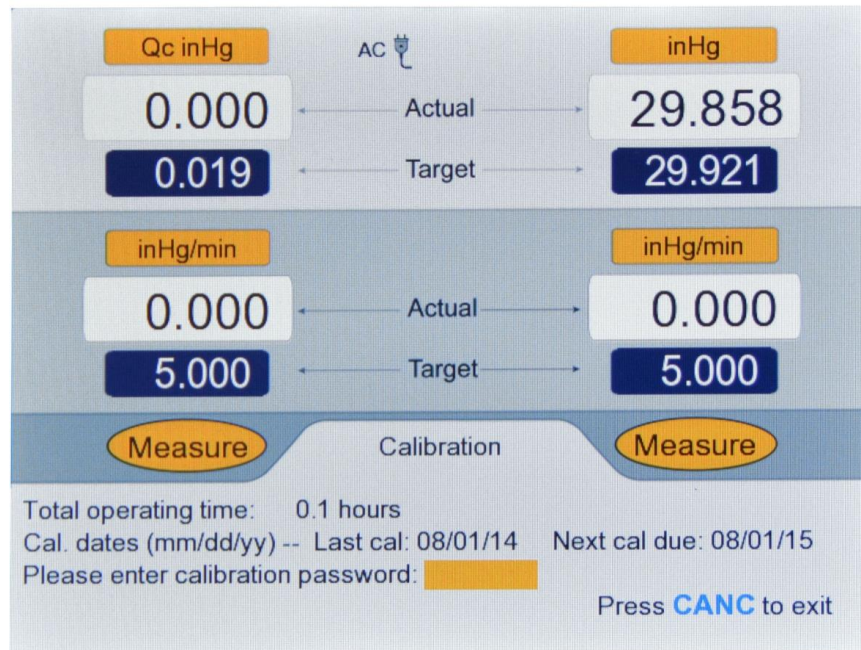 Qc inHg AC inHg
0.000 Actual 29.858
0.019 Target 29.921
inHg/min inHg/min
0.000 Actual 0.000
5.000 Target 5.000
Measure Calibration Measure
Total operating time: 0.1 hours
Cal. dates (mm/dd/yy) -- Last cal: 08/01/14 Next cal due: 08/01/15
Please enter calibration password:
Press CANC to exit